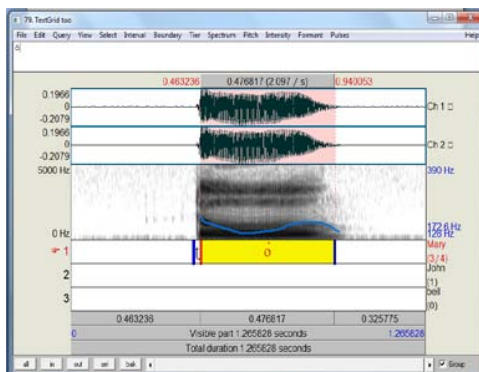 79. TextGrid too
File Edit Query View Select Interval Boundary Tier Spectrum Pitch Intensity Formant Pulses Help
0.463236 0.476817 (2.097 / s) 0.940053
0.1966
0
-0.2079
Ch 1
0.1966
0
-0.2079
Ch 2
5000 Hz 390 Hz
172.6 Hz
0 Hz
1 Mary
(3/4)
2 John
(1)
3 bell
(0)
0.463236 0.476817 0.325775
0 Visible part 1.265828 seconds 1.265828
Total duration 1.265828 seconds
all in out sel bak Group